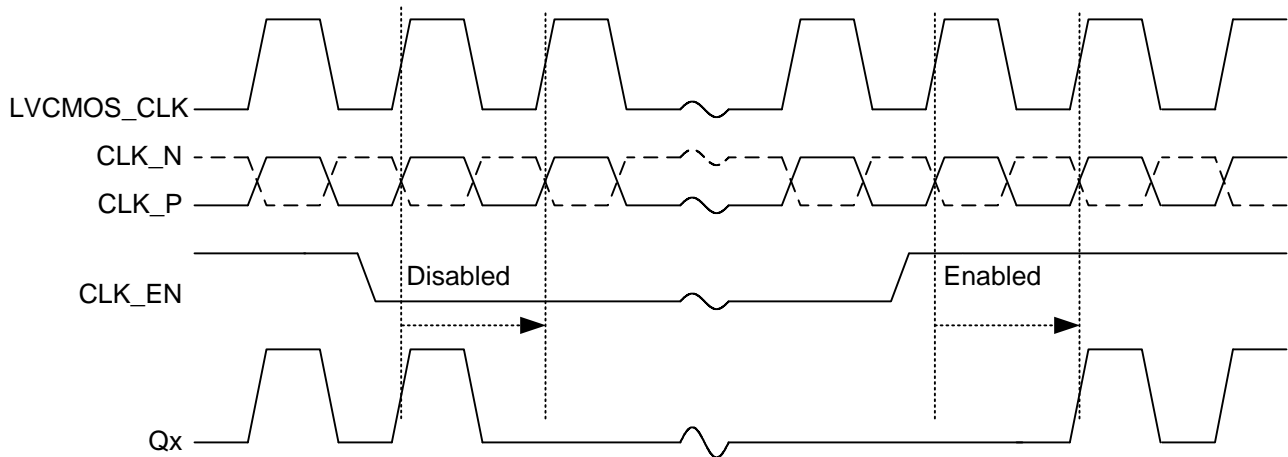 LVCMOS_CLK
CLK_N
CLK_P
CLK_EN
Disabled
Enabled
Qx